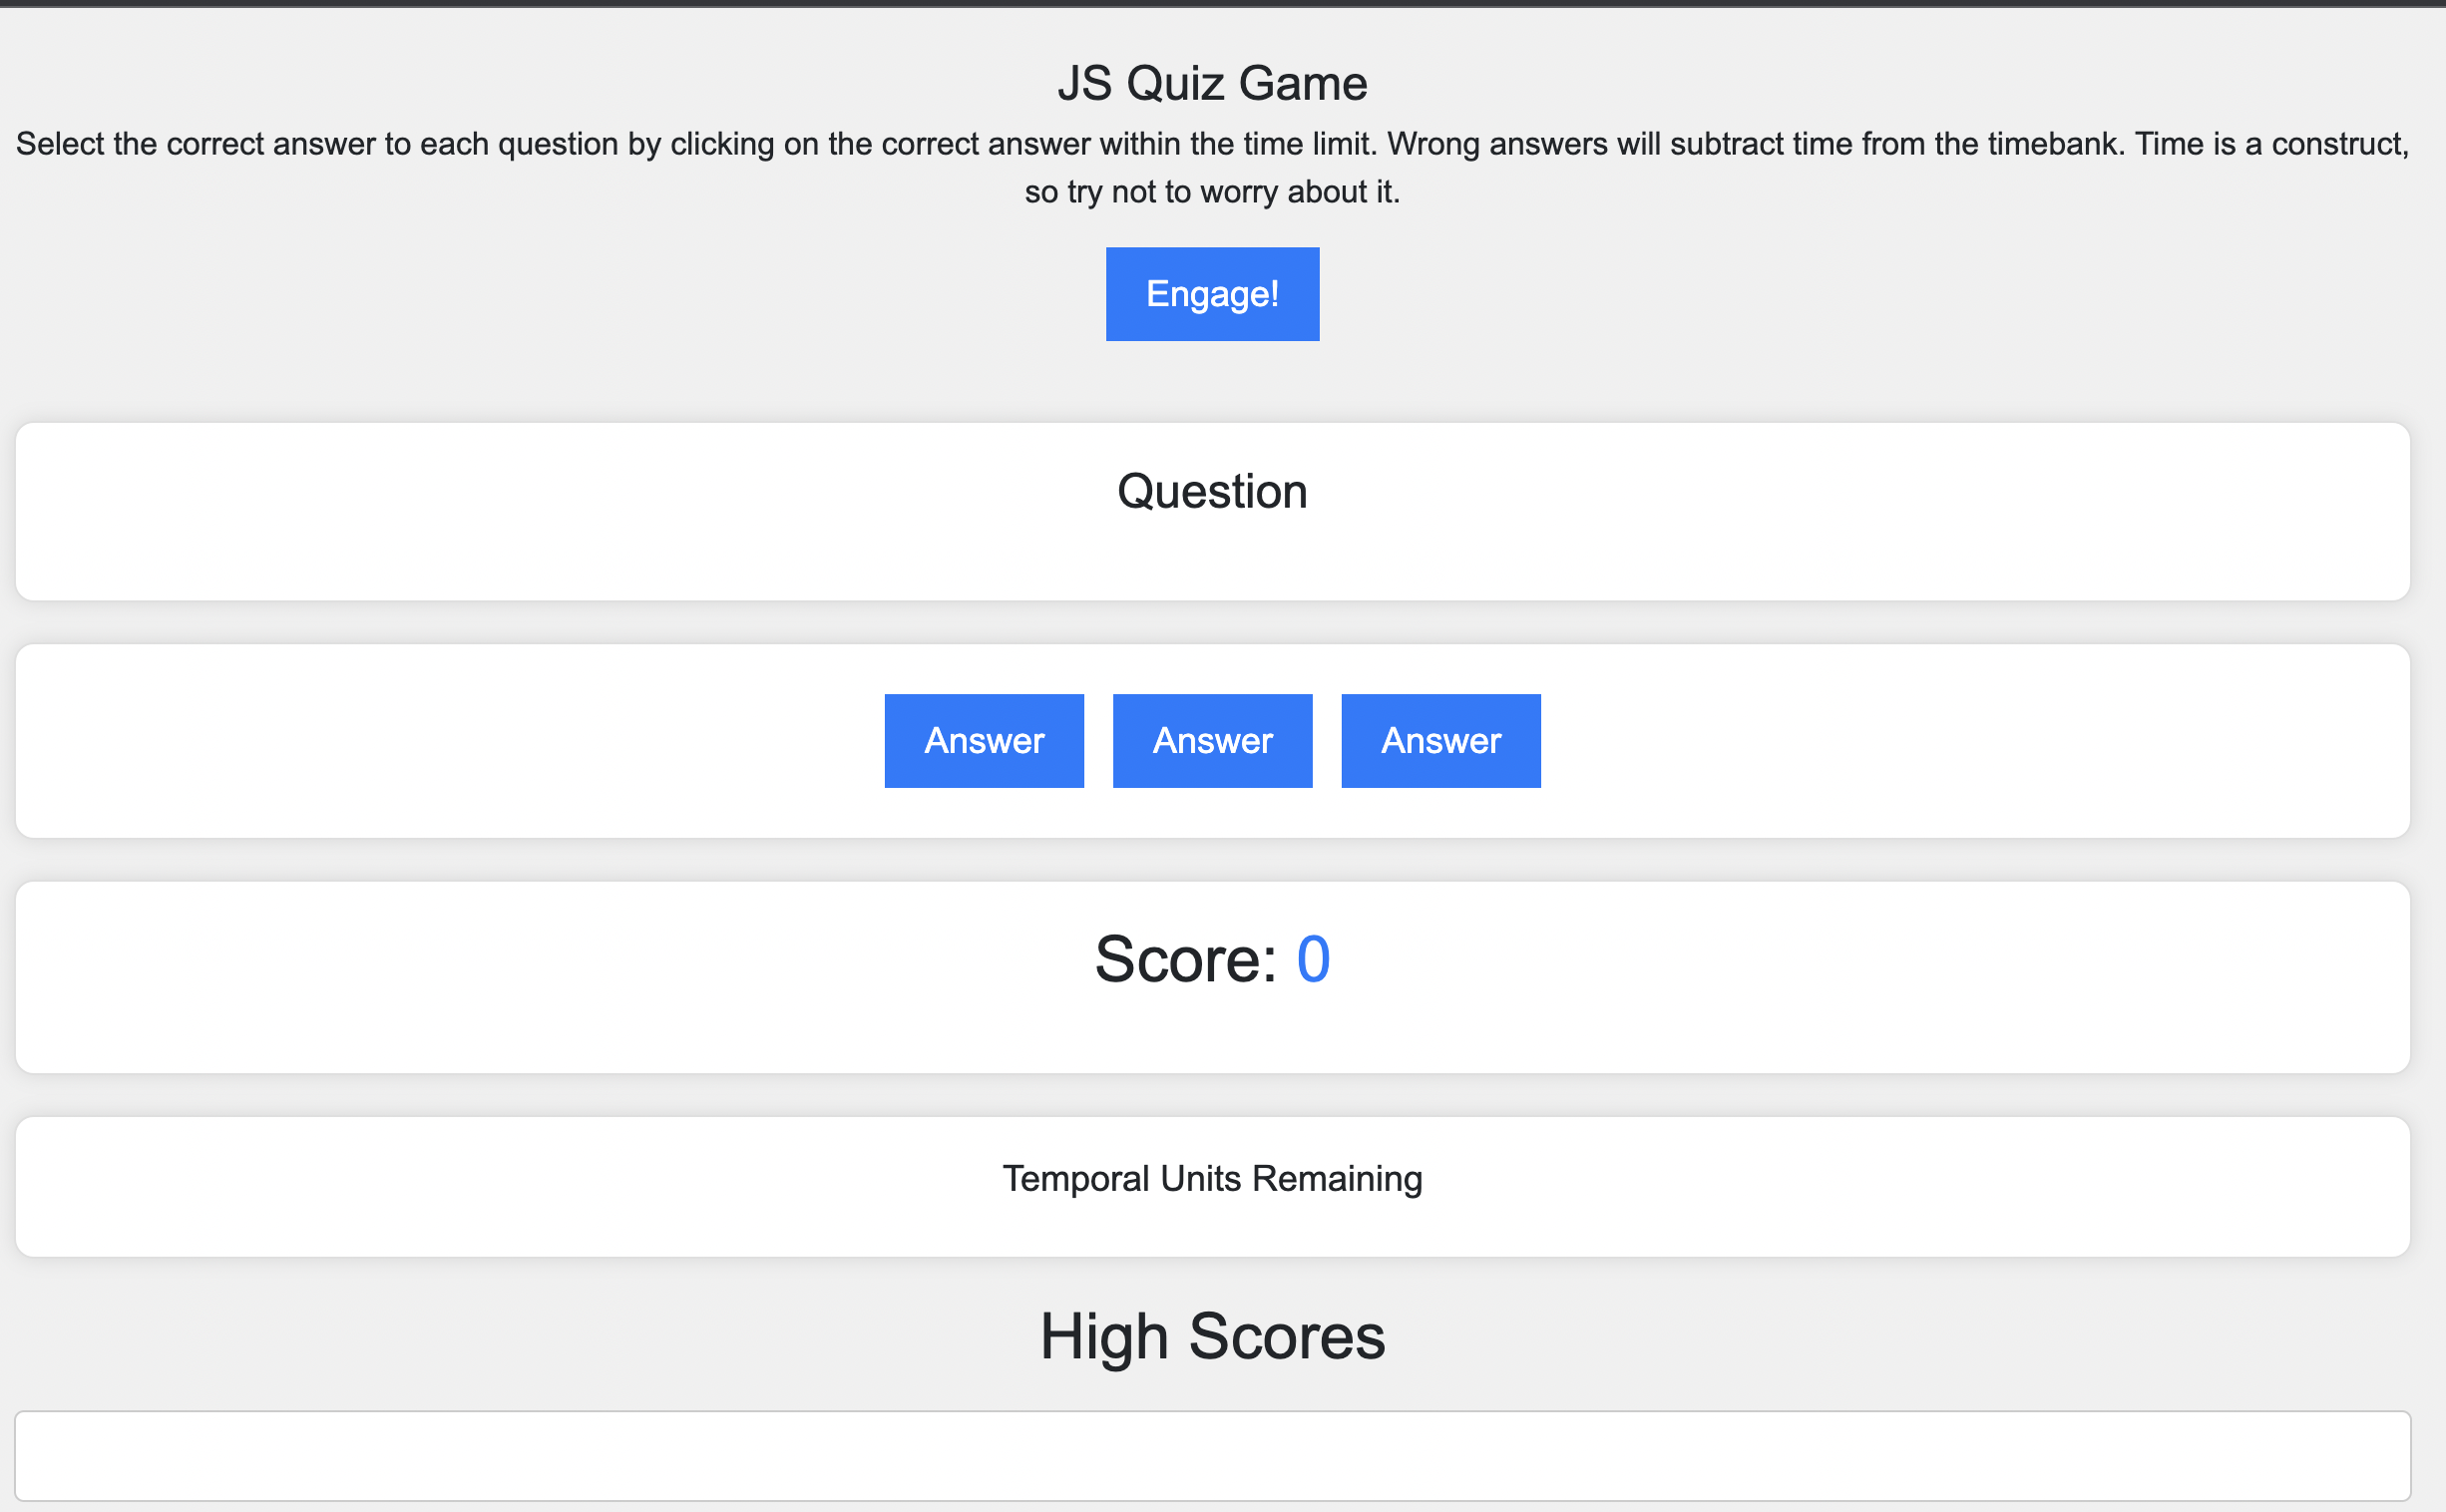 JS Quiz Game
Select the correct answer to each question by clicking on the correct answer within the time limit. Wrong answers will subtract time from the timebank. Time is a construct,
so try not to worry about it.
Engage!
Question
Answer Answer Answer
Score: 0
Temporal Units Remaining
High Scores